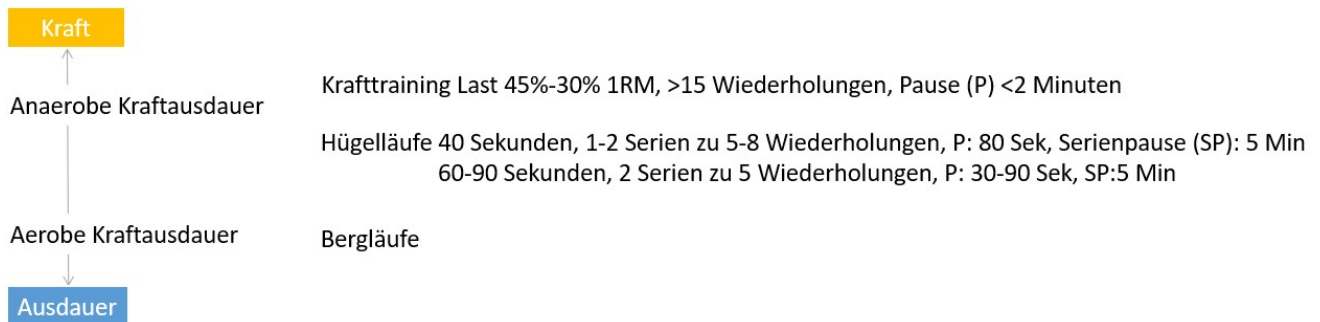 Kraft
Krafttraining Last 45%-30% 1RM, >15 Wiederholungen, Pause (P) <2 Minuten
Anaerobe Kraftausdauer
Hügelläufe 40 Sekunden, 1-2 Serien zu 5-8 Wiederholungen, P: 80 Sek, Serienpause (SP): 5 Min
60-90 Sekunden, 2 Serien zu 5 Wiederholungen, P: 30-90 Sek, SP:5 Min
Aerobe Kraftausdauer
Bergläufe
Ausdauer